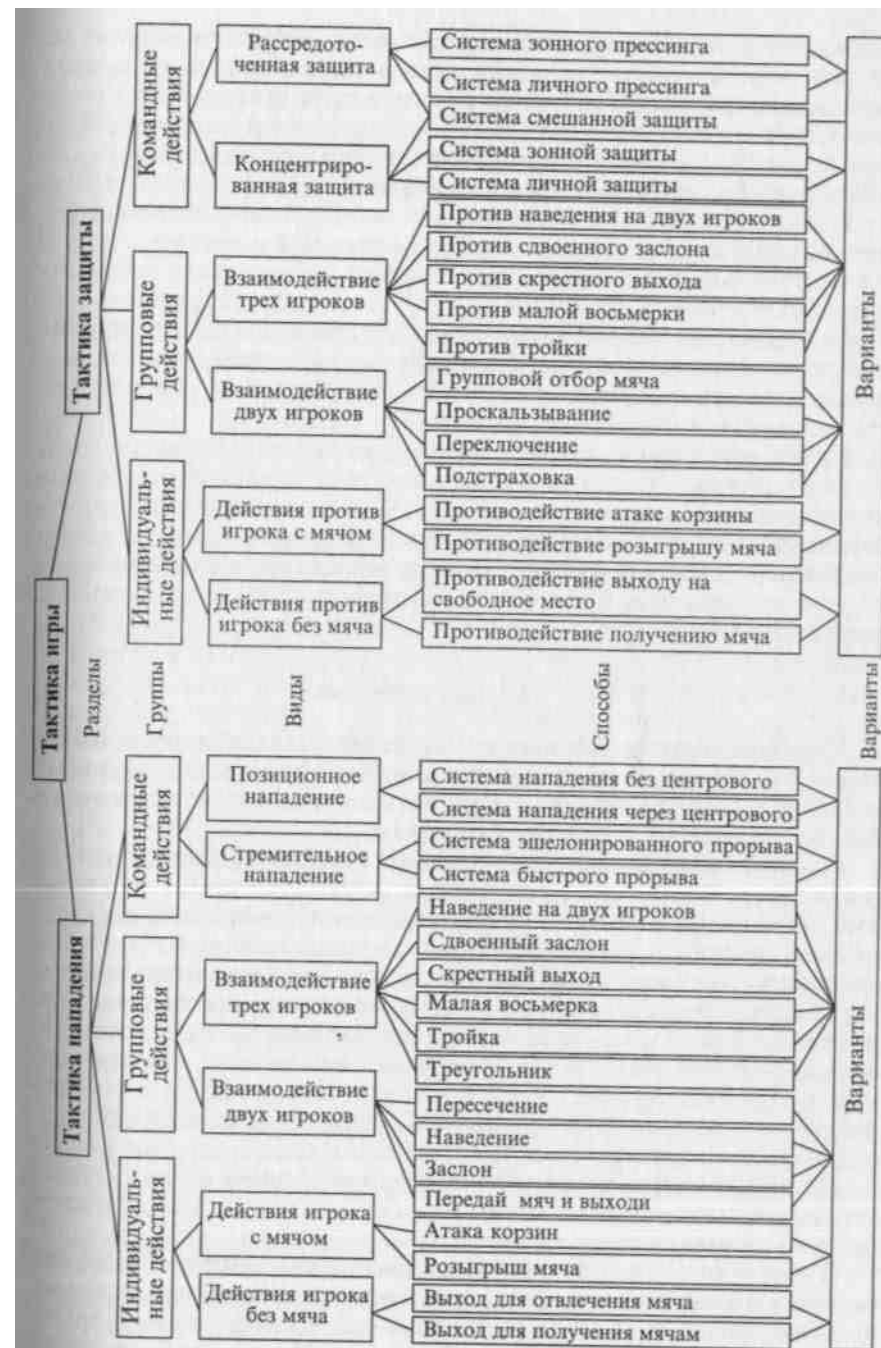 Тактика игры
Разделы
Группы
Виды
Способы
Варианты
Тактика защиты
Командные
действия
Рассредото-
ченная защита
Система зонного прессинга
Система личного прессинга
Система смешанной защиты
Концентриро-
ванная защита
Система зонной защиты
Система личной защиты
Групповые
действия
Взаимодействие
трех игроков
Против наведения на двух игроков
Против сдвоенного заслона
Против скрестного выхода
Против малой восьмерки
Против тройки
Взаимодействие
двух игроков
Групповой отбор мяча
Проскальзывание
Переключение
Подстраховка
Индивидуаль-
ные действия
Действия против
игрока с мячом
Противодействие атаке корзины
Противодействие розыгрышу мяча
Действия против
игрока без мяча
Противодействие выходу на
свободное место
Противодействие получению мяча
Варианты
Тактика нападения
Командные
действия
Позиционное
нападение
Система нападения без центрового
Система нападения через центрового
Стремительное
нападение
Система эшелонированного прорыва
Система быстрого прорыва
Групповые
действия
Взаимодействие
трех игроков
Наведение на двух игроков
Сдвоенный заслон
Скрестный выход
Малая восьмерка
Тройка
Треугольник
Взаимодействие
двух игроков
Пересечение
Наведение
Заслон
Передай мяч и выходи
Индивидуаль-
ные действия
Действия игрока
с мячом
Атака корзин
Розыгрыш мяча
Действия игрока
без мяча
Выход для отвлечения мяча
Выход для получения мячам
Варианты